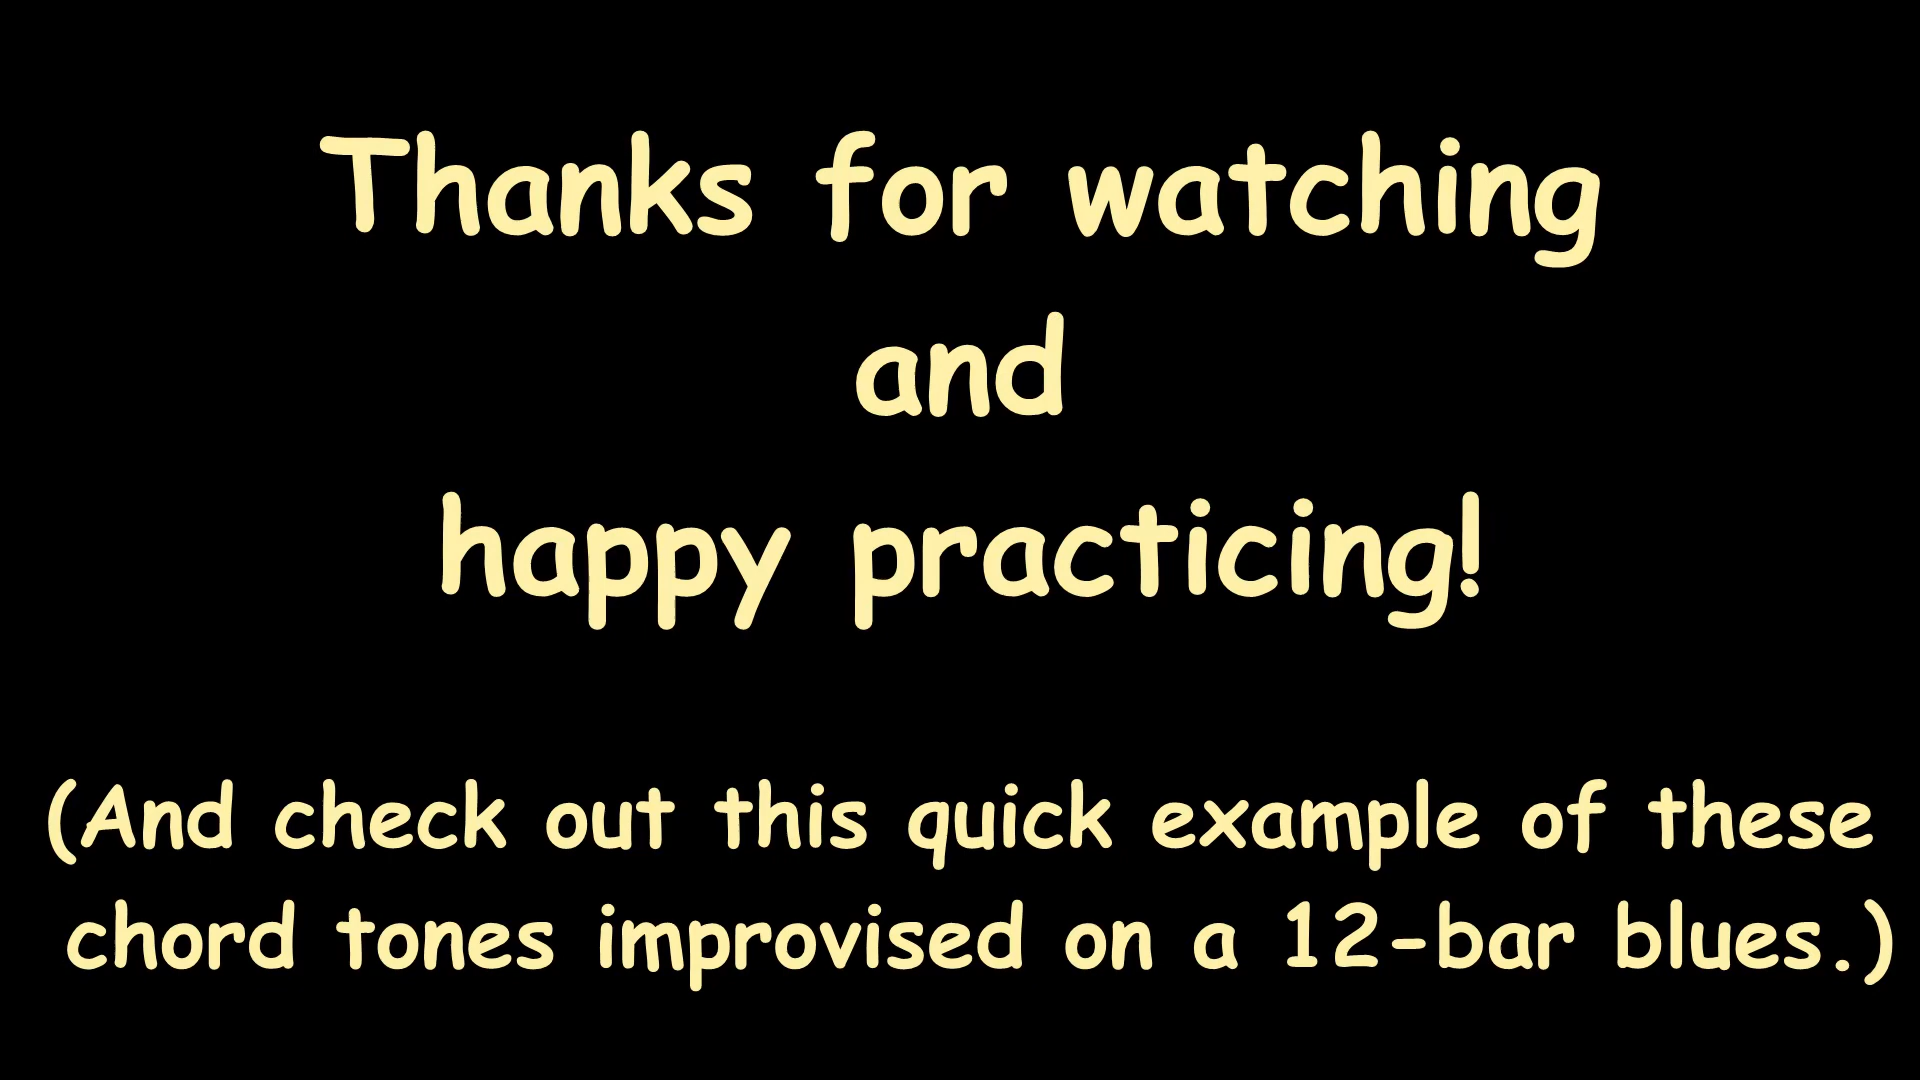 Thanks for watching
and
happy practicing!
(And check out this quick example of these
chord tones improvised on a 12-bar blues.)